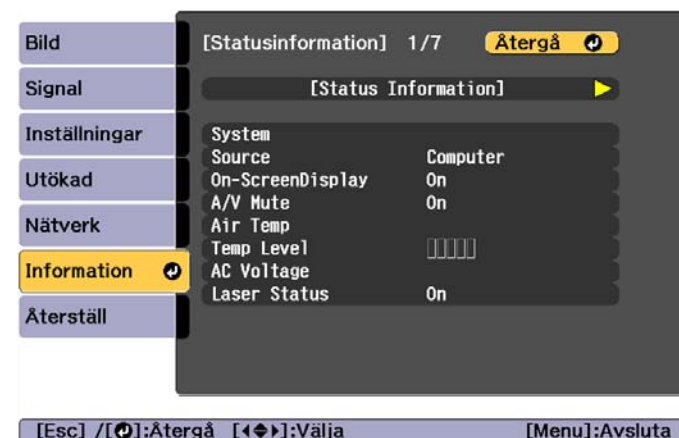 Bild
Signal
Inställningar
Utökad
Nätverk
Information
Återställ
[Statusinformation] 1/7 Återgå
[Status Information]
System
Source Computer
On-ScreenDisplay On
A/V Mute On
Air Temp
Temp Level
AC Voltage
Laser Status On
[Esc] /[ ]:Återgå [ ]:Välja [Menu]:Avsluta